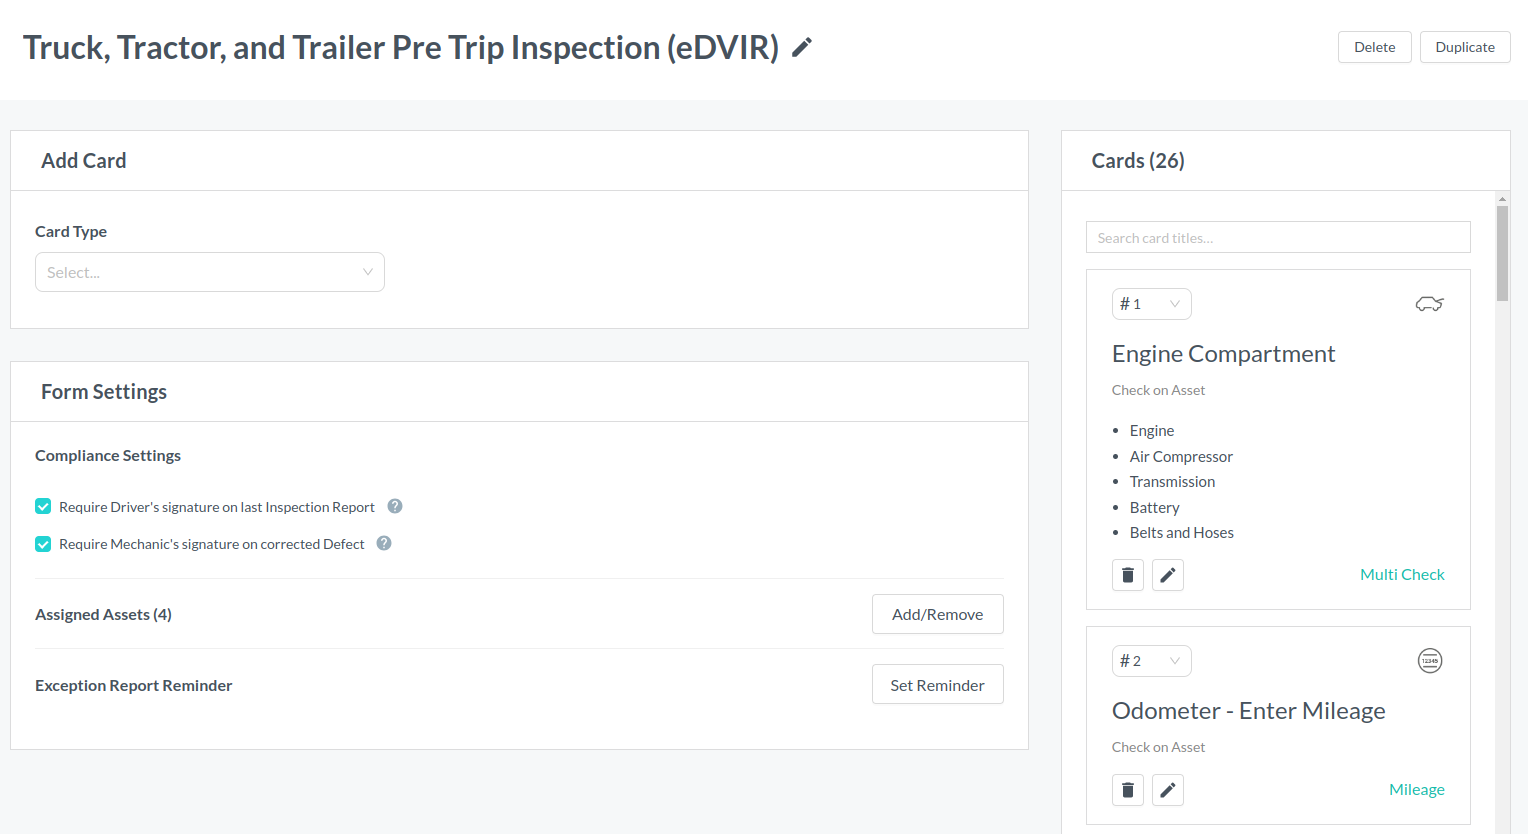 Truck, Tractor, and Trailer Pre Trip Inspection (eDVIR)
Delete
Duplicate
Add Card
Card Type
Select...
Form Settings
Compliance Settings
Require Driver's signature on last Inspection Report ?
Require Mechanic's signature on corrected Defect ?
Assigned Assets (4)
Add/Remove
Exception Report Reminder
Set Reminder
Cards (26)
Search card titles...
# 1
Engine Compartment
Check on Asset
• Engine
• Air Compressor
• Transmission
• Battery
• Belts and Hoses
Multi Check
# 2
12345
Odometer - Enter Mileage
Check on Asset
Mileage